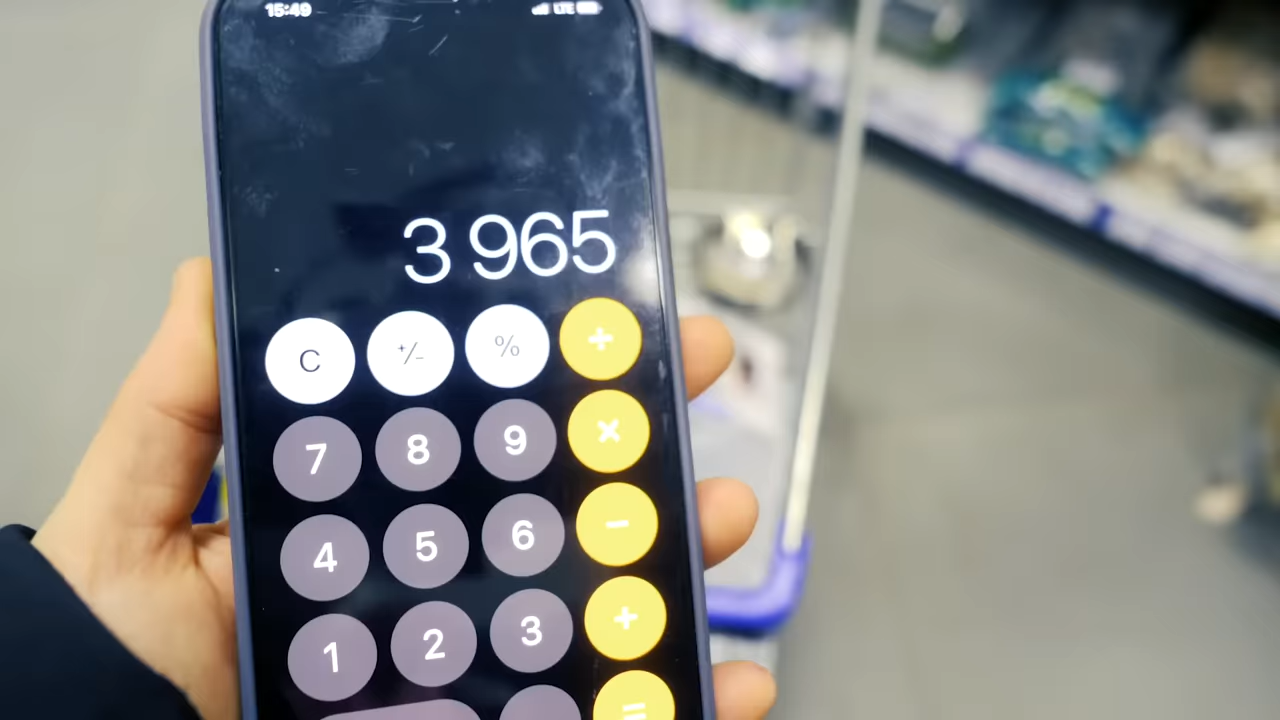 15:49 LTE
3 965
C +/− % ÷
7 8 9 ×
4 5 6 −
1 2 3 +
=